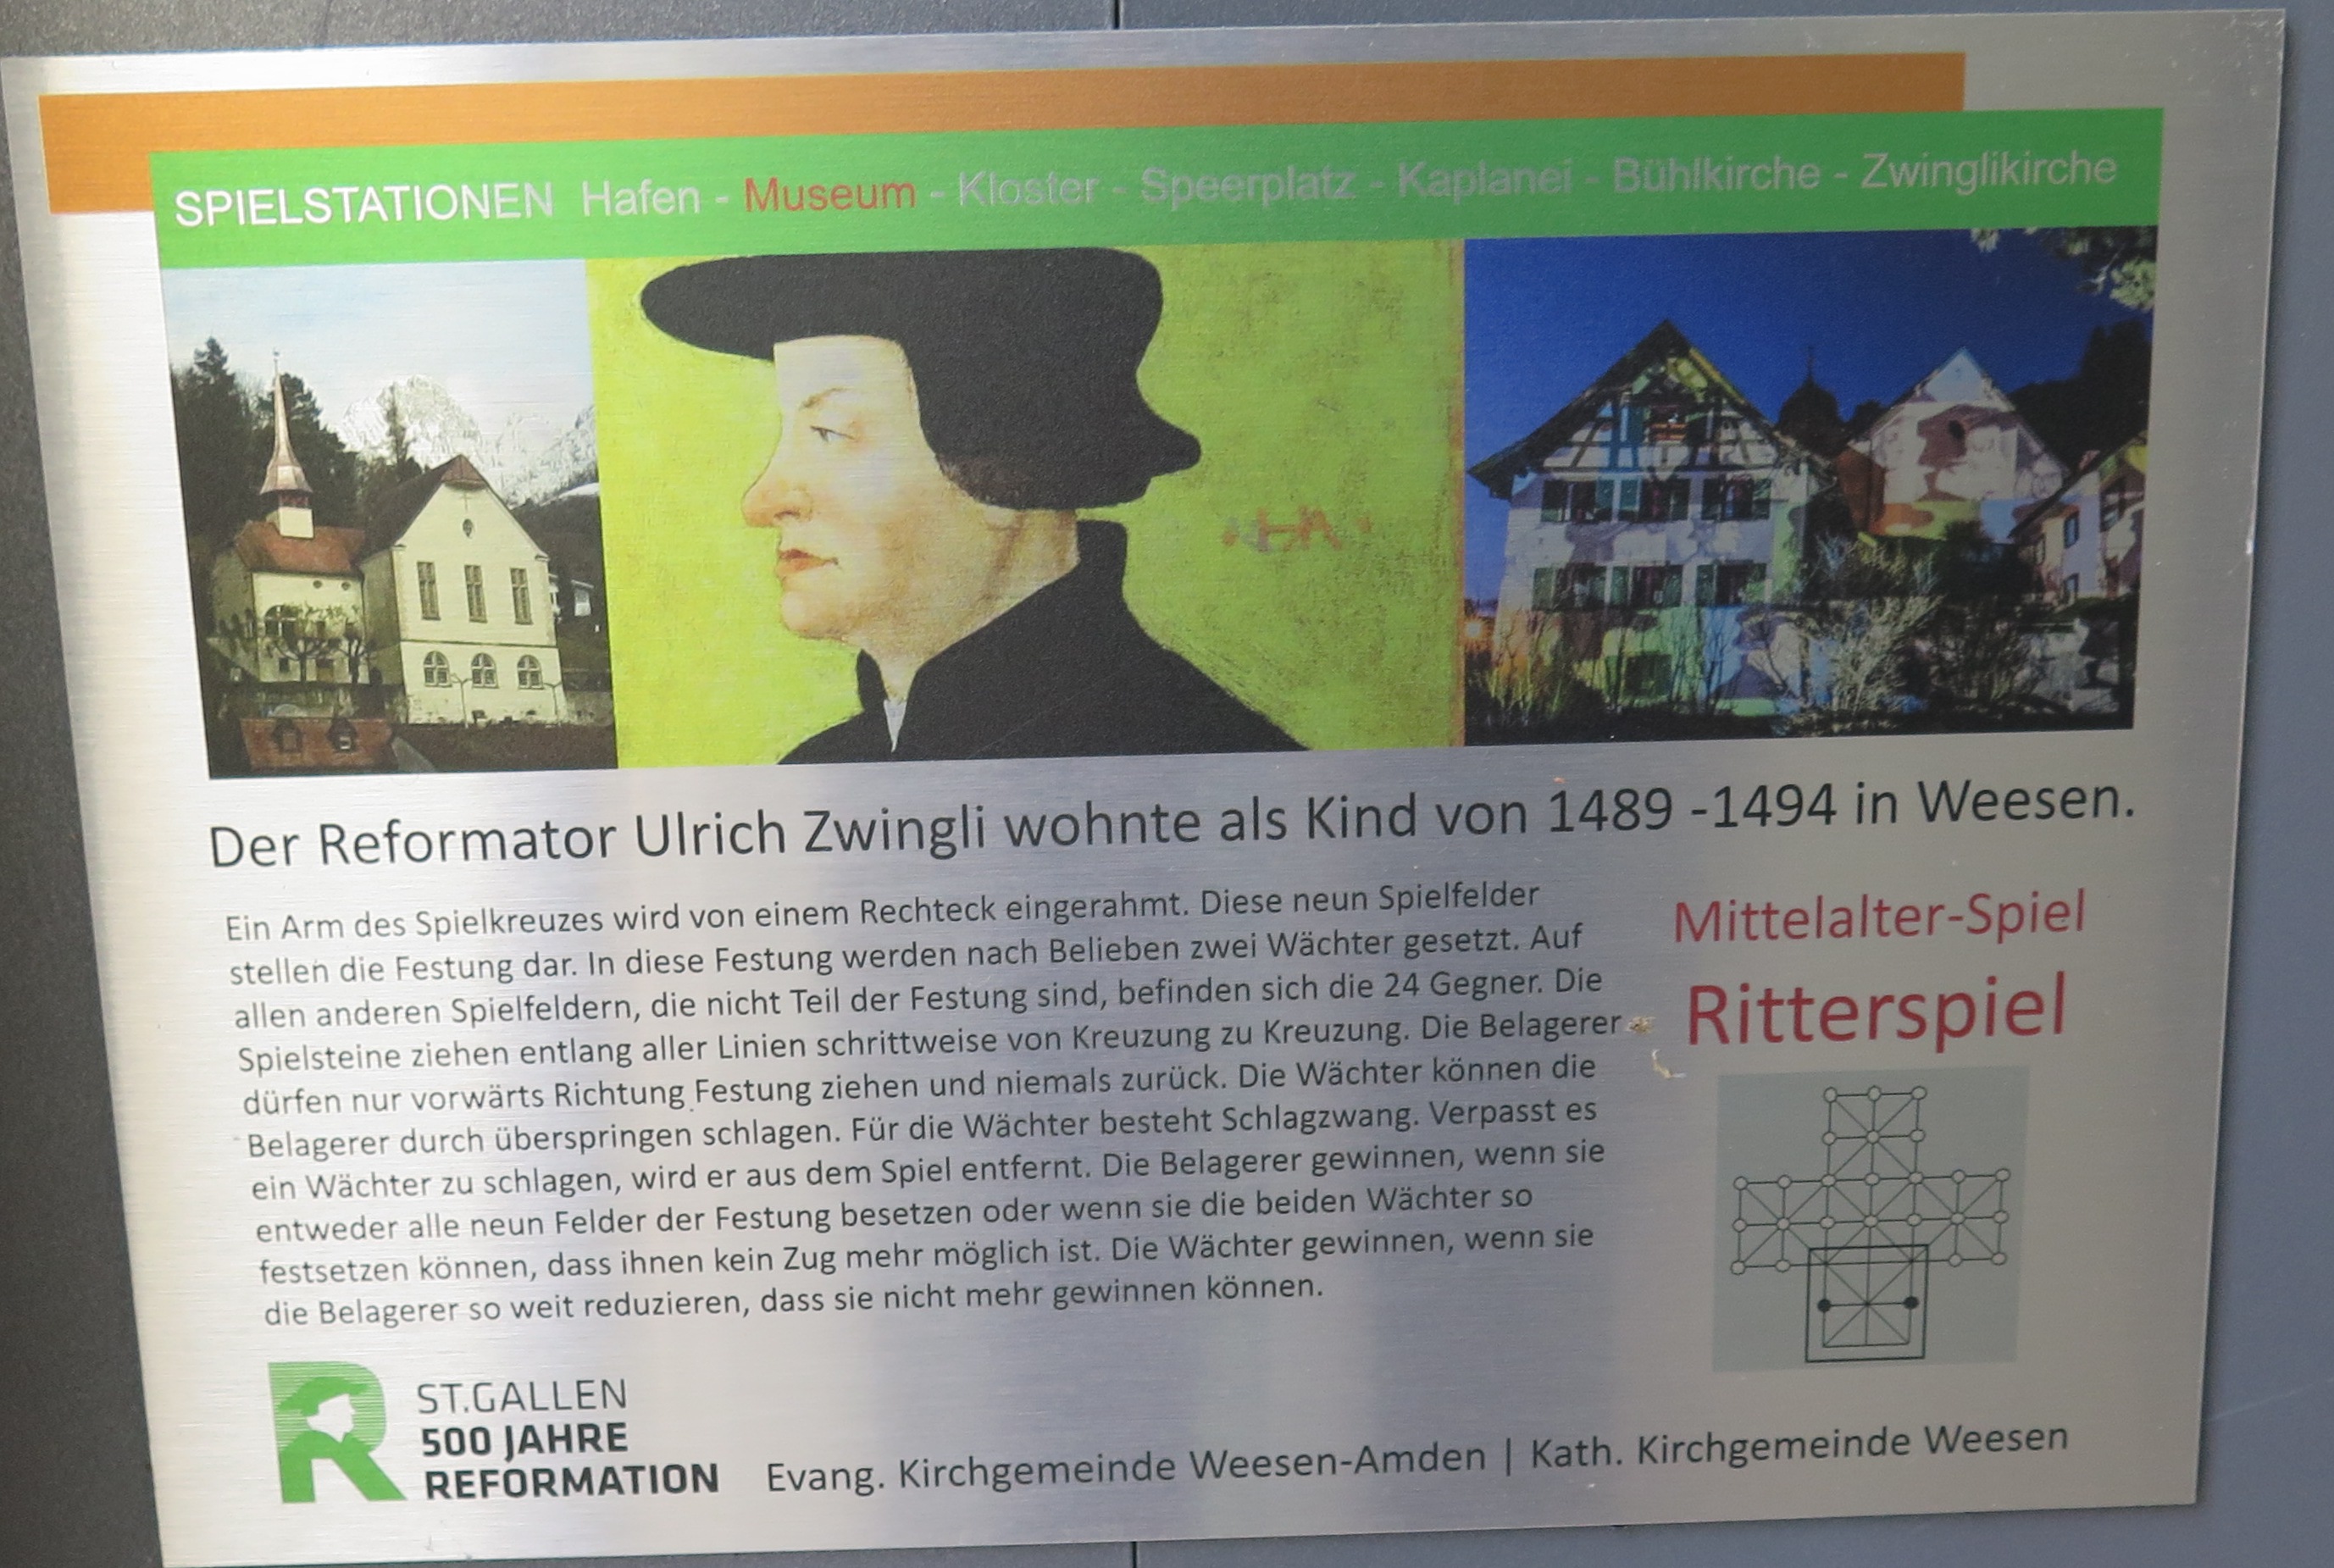 SPIELSTATIONEN Hafen - Museum - Kloster - Speerplatz - Kaplanei - Bühlkirche - Zwinglikirche
Der Reformator Ulrich Zwingli wohnte als Kind von 1489 -1494 in Weesen.
Ein Arm des Spielkreuzes wird von einem Rechteck eingerahmt. Diese neun Spielfelder
stellen die Festung dar. In diese Festung werden nach Belieben zwei Wächter gesetzt. Auf
allen anderen Spielfeldern, die nicht Teil der Festung sind, befinden sich die 24 Gegner. Die
Spielsteine ziehen entlang aller Linien schrittweise von Kreuzung zu Kreuzung. Die Belagerer
dürfen nur vorwärts Richtung Festung ziehen und niemals zurück. Die Wächter können die
Belagerer durch überspringen schlagen. Für die Wächter besteht Schlagzwang. Verpasst es
ein Wächter zu schlagen, wird er aus dem Spiel entfernt. Die Belagerer gewinnen, wenn sie
entweder alle neun Felder der Festung besetzen oder wenn sie die beiden Wächter so
festsetzen können, dass ihnen kein Zug mehr möglich ist. Die Wächter gewinnen, wenn sie
die Belagerer so weit reduzieren, dass sie nicht mehr gewinnen können.
Mittelalter-Spiel
Ritterspiel
ST.GALLEN
500 JAHRE
REFORMATION
Evang. Kirchgemeinde Weesen-Amden | Kath. Kirchgemeinde Weesen